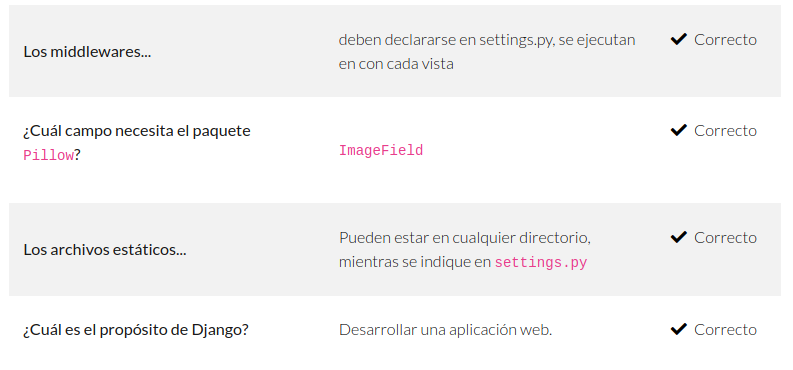 Los middlewares...
deben declararse en settings.py, se ejecutan
en con cada vista
Correcto
¿Cuál campo necesita el paquete
Pillow?
ImageField
Correcto
Los archivos estáticos...
Pueden estar en cualquier directorio,
mientras se indique en settings.py
Correcto
¿Cuál es el propósito de Django?
Desarrollar una aplicación web.
Correcto